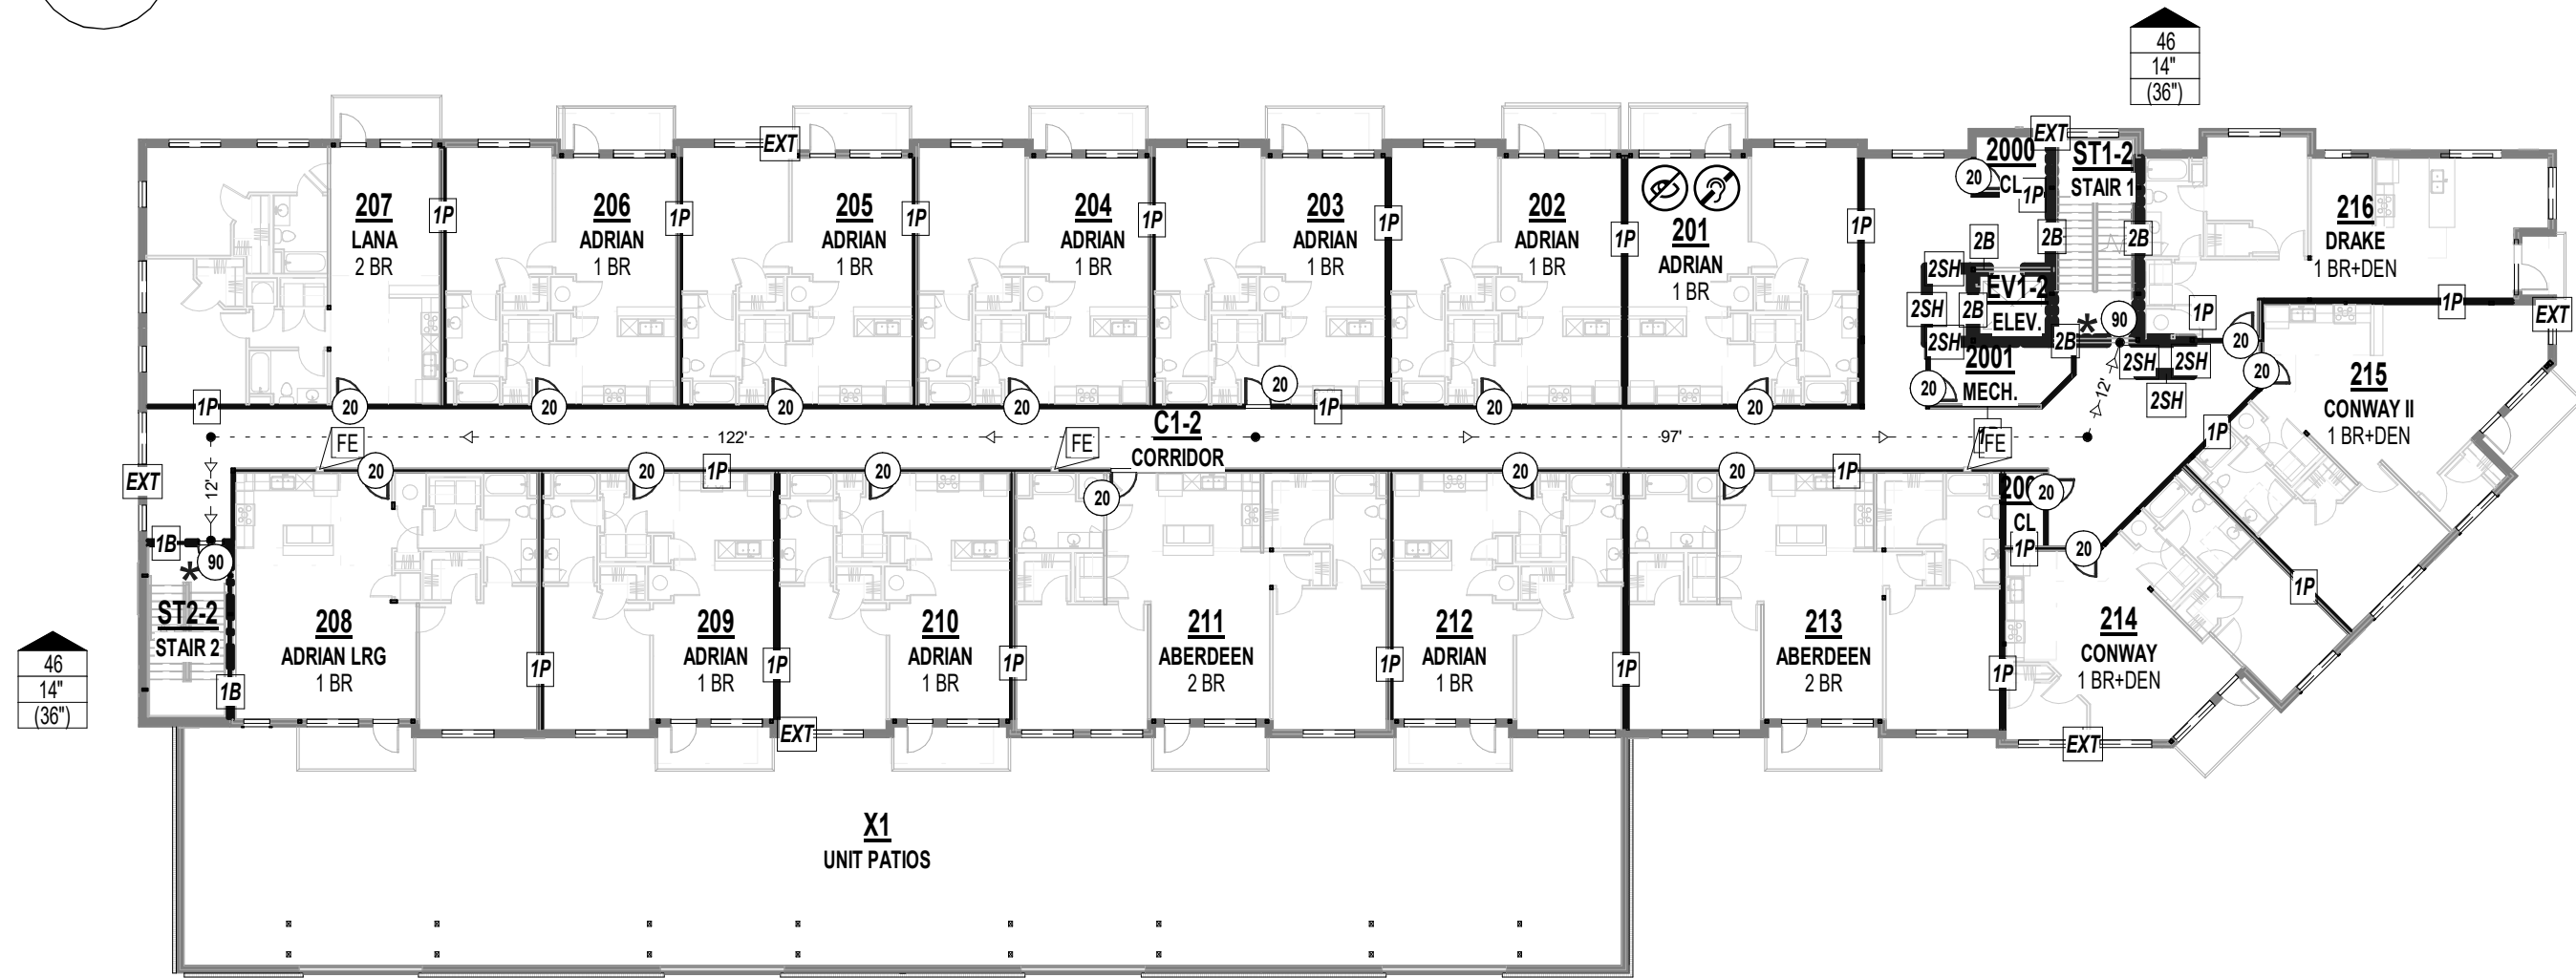 46
14"
(36")
EXT
EXT
2000
CL
1P
20
ST1-2
STAIR 1
207
LANA
2 BR
1P
206
ADRIAN
1 BR
1P
205
ADRIAN
1 BR
1P
204
ADRIAN
1 BR
1P
203
ADRIAN
1 BR
1P
202
ADRIAN
1 BR
1P
201
ADRIAN
1 BR
1P
216
DRAKE
1 BR+DEN
2B
2B
2B
2SH
EV1-2
ELEV.
2SH
2B
2SH
2B
90
*
1P
1P
EXT
20
20
2SH
2SH
2SH
2001
MECH.
20
12'
215
CONWAY II
1 BR+DEN
1P
1P
20
20
20
20
20
1P
20
20
C1-2
CORRIDOR
122'
97'
FE
FE
FE
20
20
1P
20
20
20
20
1P
20
20
CL
1P
20
EXT
12'
1B
90
*
ST2-2
STAIR 2
1B
208
ADRIAN LRG
1 BR
1P
209
ADRIAN
1 BR
1P
210
ADRIAN
1 BR
1P
211
ABERDEEN
2 BR
1P
212
ADRIAN
1 BR
1P
213
ABERDEEN
2 BR
1P
214
CONWAY
1 BR+DEN
1P
46
14"
(36")
EXT
EXT
X1
UNIT PATIOS